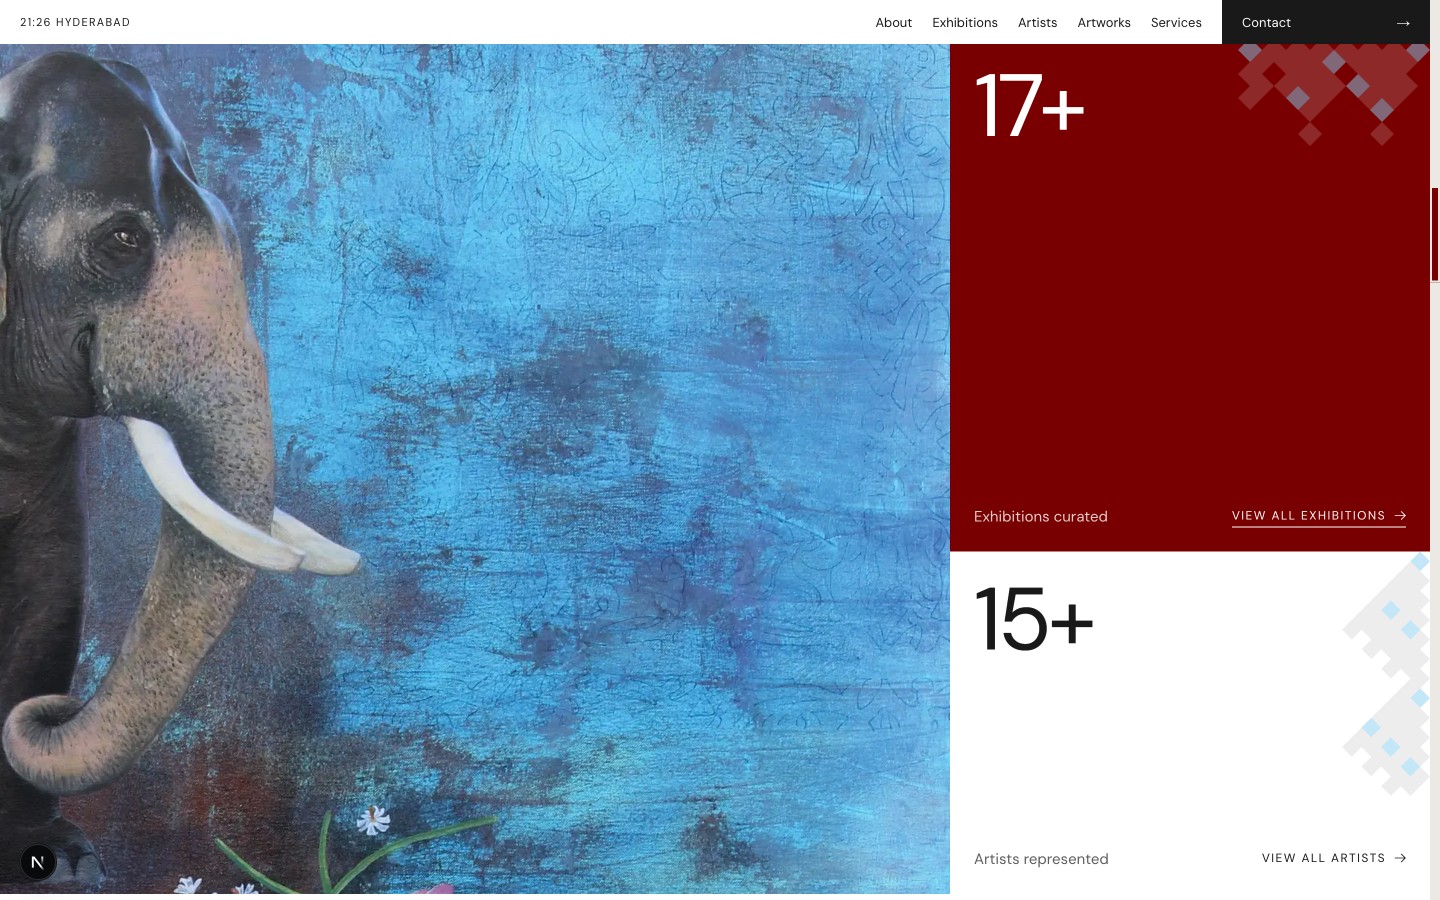 21:26 HYDERABAD
About Exhibitions Artists Artworks Services Contact →
17+
Exhibitions curated VIEW ALL EXHIBITIONS →
15+
Artists represented VIEW ALL ARTISTS →
N